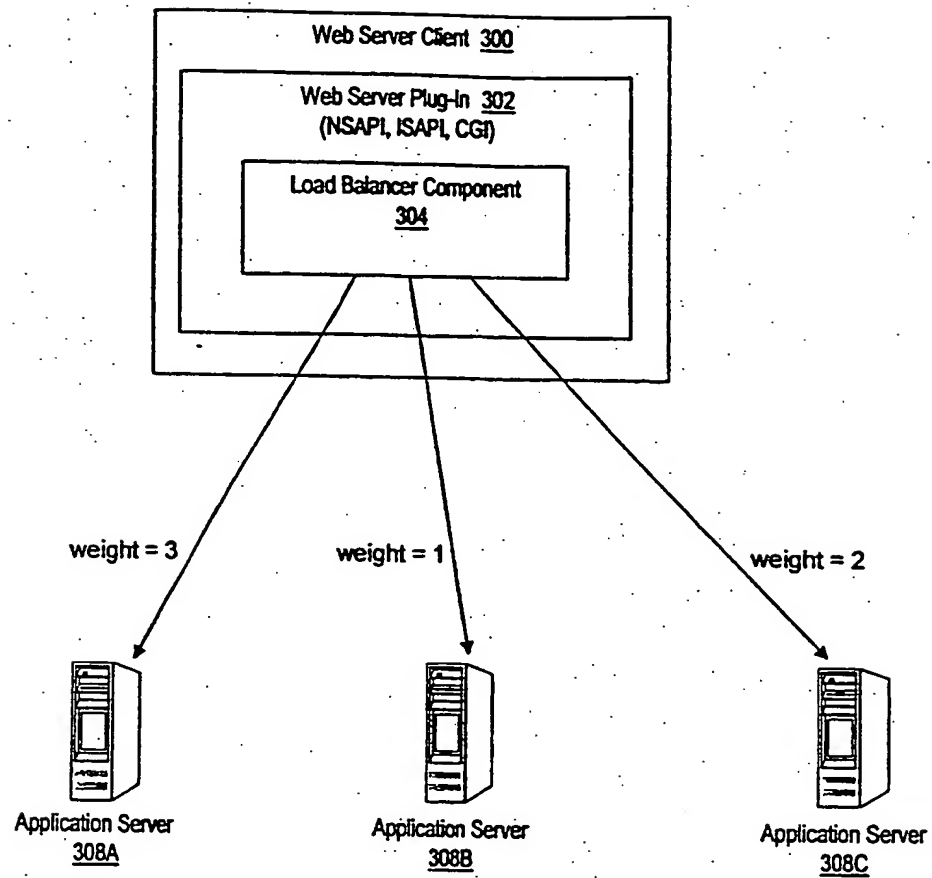 Web Server Client 300
Web Server Plug-In 302
(NSAPI, ISAPI, CGI)
Load Balancer Component
304
weight = 3
weight = 1
weight = 2
Application Server
308A
Application Server
308B
Application Server
308C